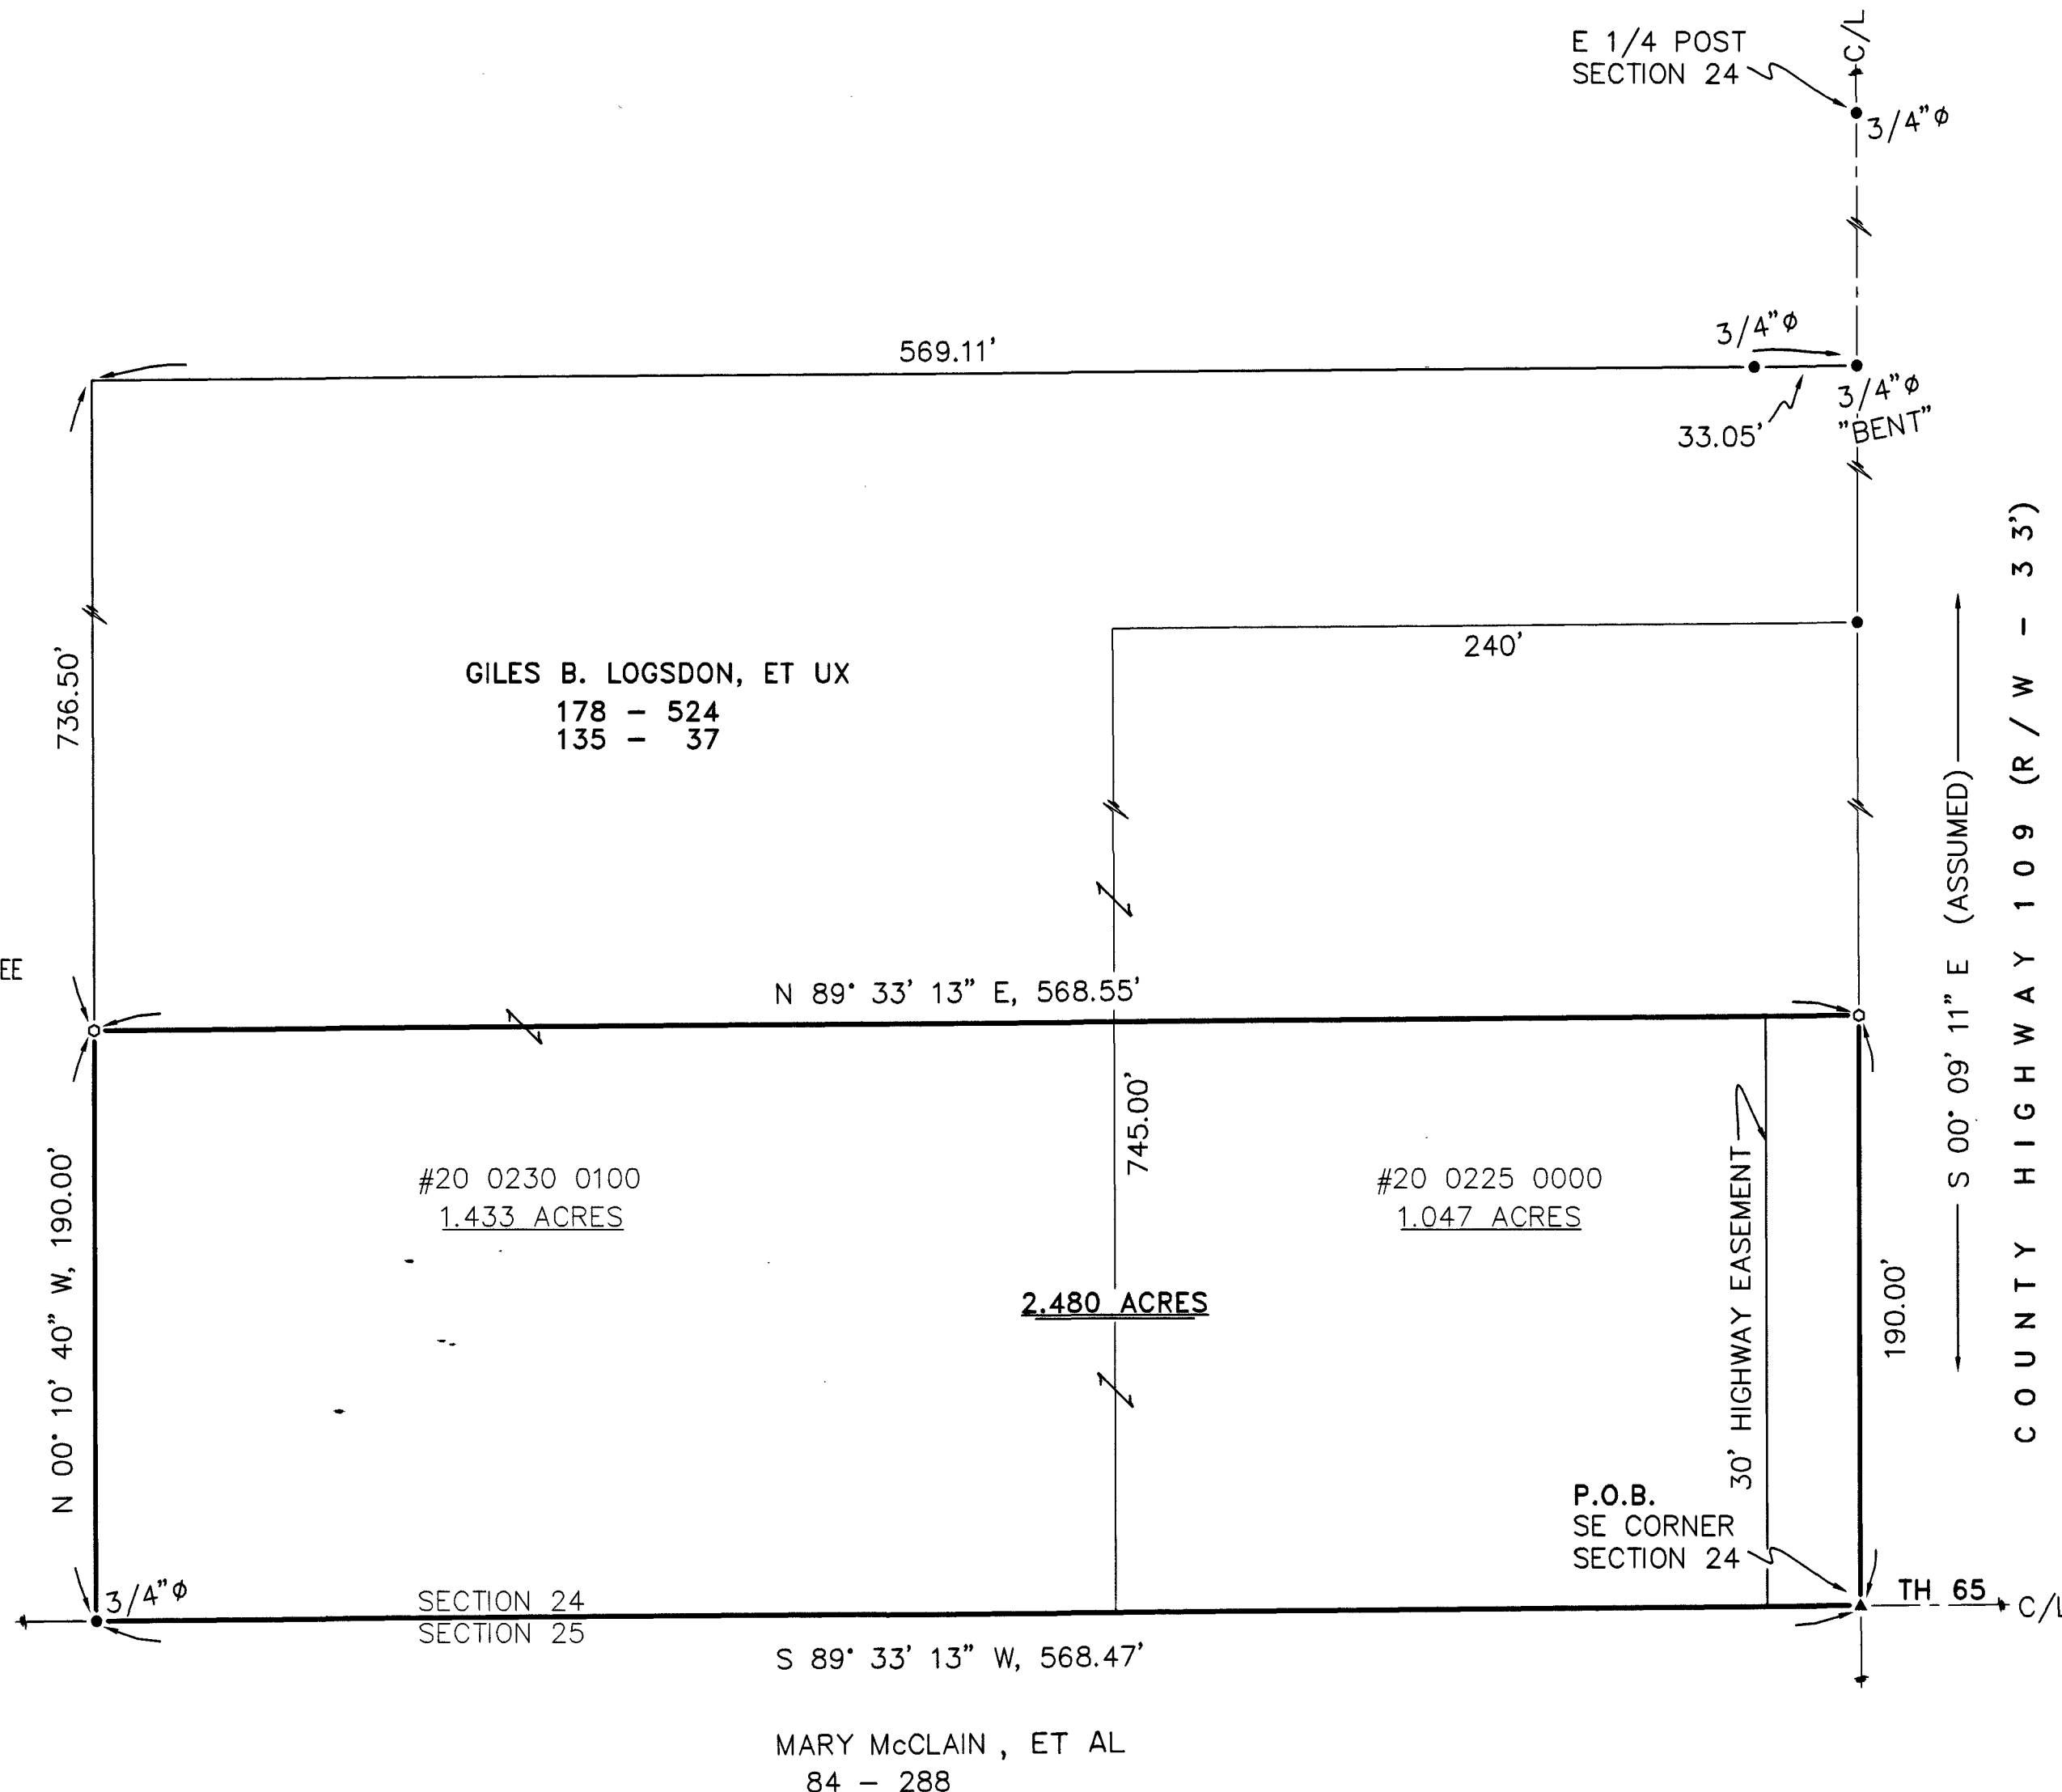 C/L
E 1/4 POST
SECTION 24
3/4"ϕ
3/4"ϕ
569.11'
3/4"ϕ
"BENT"
33.05'
240'
736.50'
GILES B. LOGSDON, ET UX
178 - 524
135 - 37
S 00° 09' 11" E (ASSUMED)
COUNTY HIGHWAY 109 (R/W - 33')
EE
N 89° 33' 13" E, 568.55'
745.00'
N 00° 10' 40" W, 190.00'
#20 0230 0100
1.433 ACRES
#20 0225 0000
1.047 ACRES
30' HIGHWAY EASEMENT
190.00'
2.480 ACRES
P.O.B.
SE CORNER
SECTION 24
3/4"ϕ
SECTION 24
SECTION 25
TH 65
C/L
S 89° 33' 13" W, 568.47'
MARY McCLAIN , ET AL
84 - 288